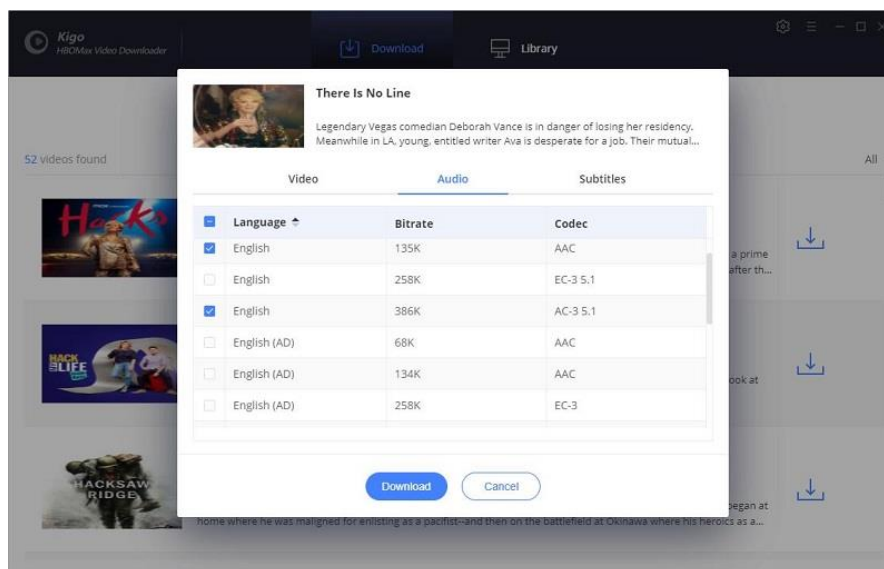 Kigo
HBOMax Video Downloader
Download
Library
52 videos found
All
There Is No Line
Legendary Vegas comedian Deborah Vance is in danger of losing her residency.
Meanwhile in LA, young, entitled writer Ava is desperate for a job. Their mutual...
Video
Audio
Subtitles
Language
Bitrate
Codec
English 135K AAC
English 258K EC-3 5.1
English 386K AC-3 5.1
English (AD) 68K AAC
English (AD) 134K AAC
English (AD) 258K EC-3
Download
Cancel
Hacks
a prime
after th...
HACK
LIFE
ook at
HACKSAW
RIDGE
began at
home where he was maligned for enlisting as a pacifist--and then on the battlefield at Okinawa where his heroics as a...